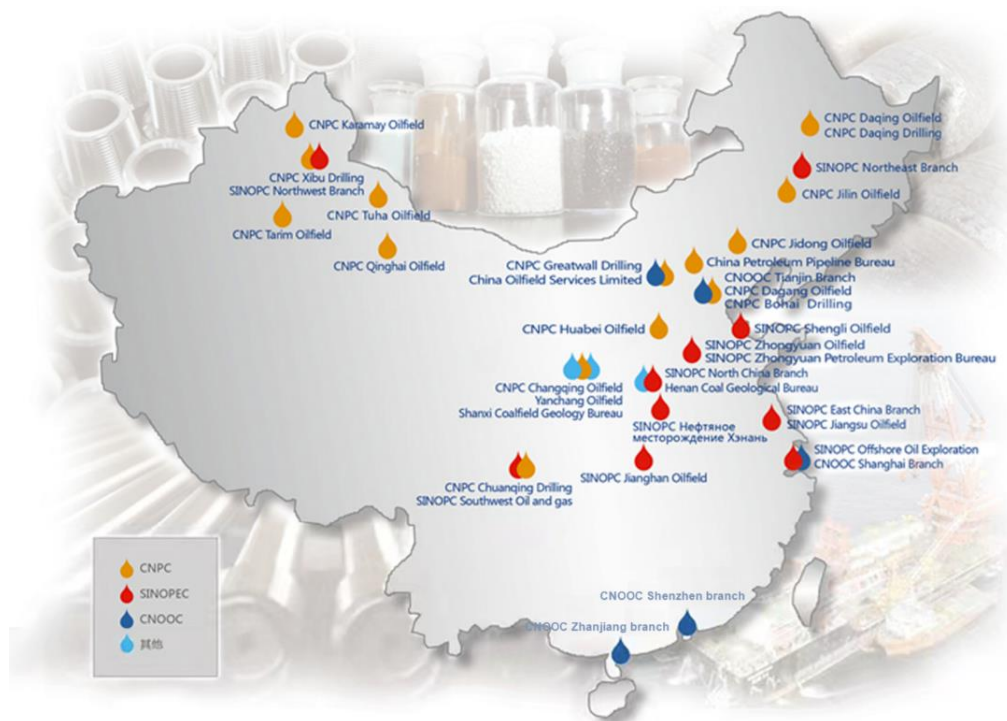 CNPC Karamay Oilfield
CNPC Xibu Drilling
SINOPC Northwest Branch
CNPC Tuha Oilfield
CNPC Tarim Oilfield
CNPC Qinghai Oilfield
CNPC Daqing Oilfield
CNPC Daqing Drilling
SINOPC Northeast Branch
CNPC Jilin Oilfield
CNPC Jidong Oilfield
China Petroleum Pipeline Bureau
CNPC Greatwall Drilling
China Oilfield Services Limited
CNOOC Tianjin Branch
CNPC Dagang Oilfield
CNPC Bohai Drilling
CNPC Huabei Oilfield
SINOPC Shengli Oilfield
SINOPC Zhongyuan Oilfield
SINOPC Zhongyuan Petroleum Exploration Bureau
SINOPC North China Branch
Henan Coal Geological Bureau
CNPC Changqing Oilfield
Yanchang Oilfield
Shanxi Coalfield Geology Bureau
SINOPC Нефтяное
месторождение Хэнань
SINOPC East China Branch
SINOPC Jiangsu Oilfield
SINOPC Offshore Oil Exploration
CNOOC Shanghai Branch
SINOPC Jianghan Oilfield
CNPC Chuanqing Drilling
SINOPC Southwest Oil and gas
CNPC
SINOPEC
CNOOC
其他
CNOOC Shenzhen branch
CNOOC Zhanjiang branch